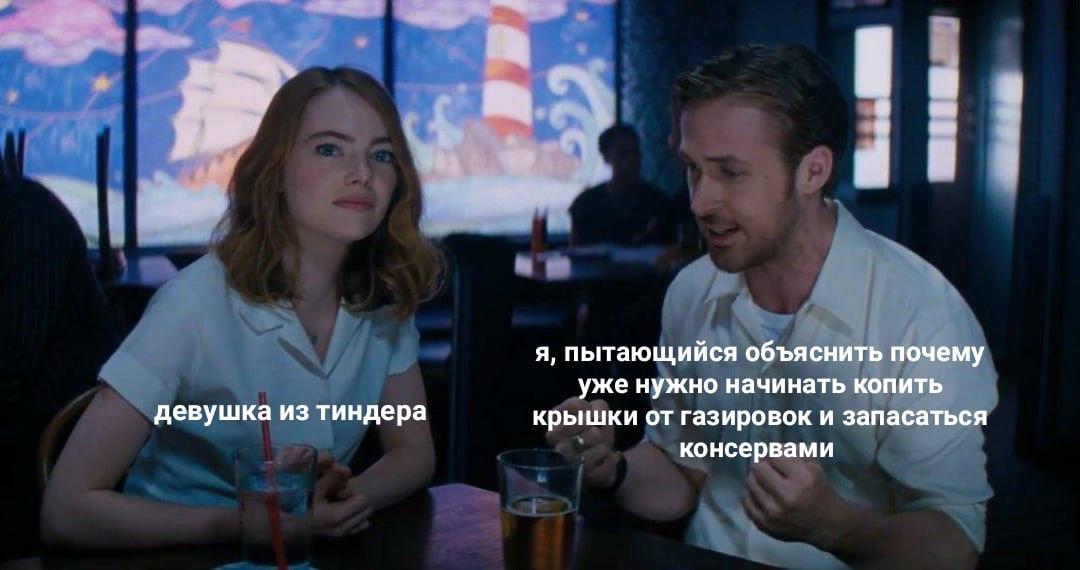 девушка из тиндера
я, пытающийся объяснить почему
уже нужно начинать копить
крышки от газировок и запасаться
консервами